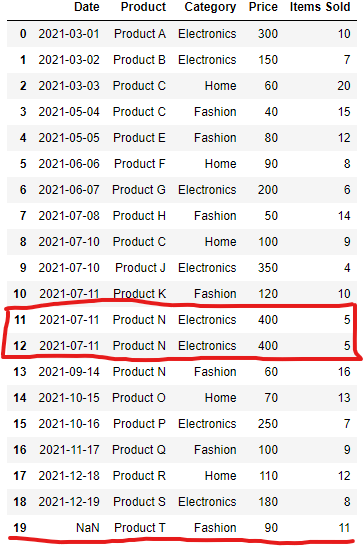 Date Product Category Price Items Sold
0 2021-03-01 Product A Electronics 300 10
1 2021-03-02 Product B Electronics 150 7
2 2021-03-03 Product C Home 60 20
3 2021-05-04 Product C Fashion 40 15
4 2021-05-05 Product E Fashion 80 12
5 2021-06-06 Product F Home 90 8
6 2021-06-07 Product G Electronics 200 6
7 2021-07-08 Product H Fashion 50 14
8 2021-07-10 Product C Home 100 9
9 2021-07-10 Product J Electronics 350 4
10 2021-07-11 Product K Fashion 120 10
11 2021-07-11 Product N Electronics 400 5
12 2021-07-11 Product N Electronics 400 5
13 2021-09-14 Product N Fashion 60 16
14 2021-10-15 Product O Home 70 13
15 2021-10-16 Product P Electronics 250 7
16 2021-11-17 Product Q Fashion 100 9
17 2021-12-18 Product R Home 110 12
18 2021-12-19 Product S Electronics 180 8
19 NaN Product T Fashion 90 11